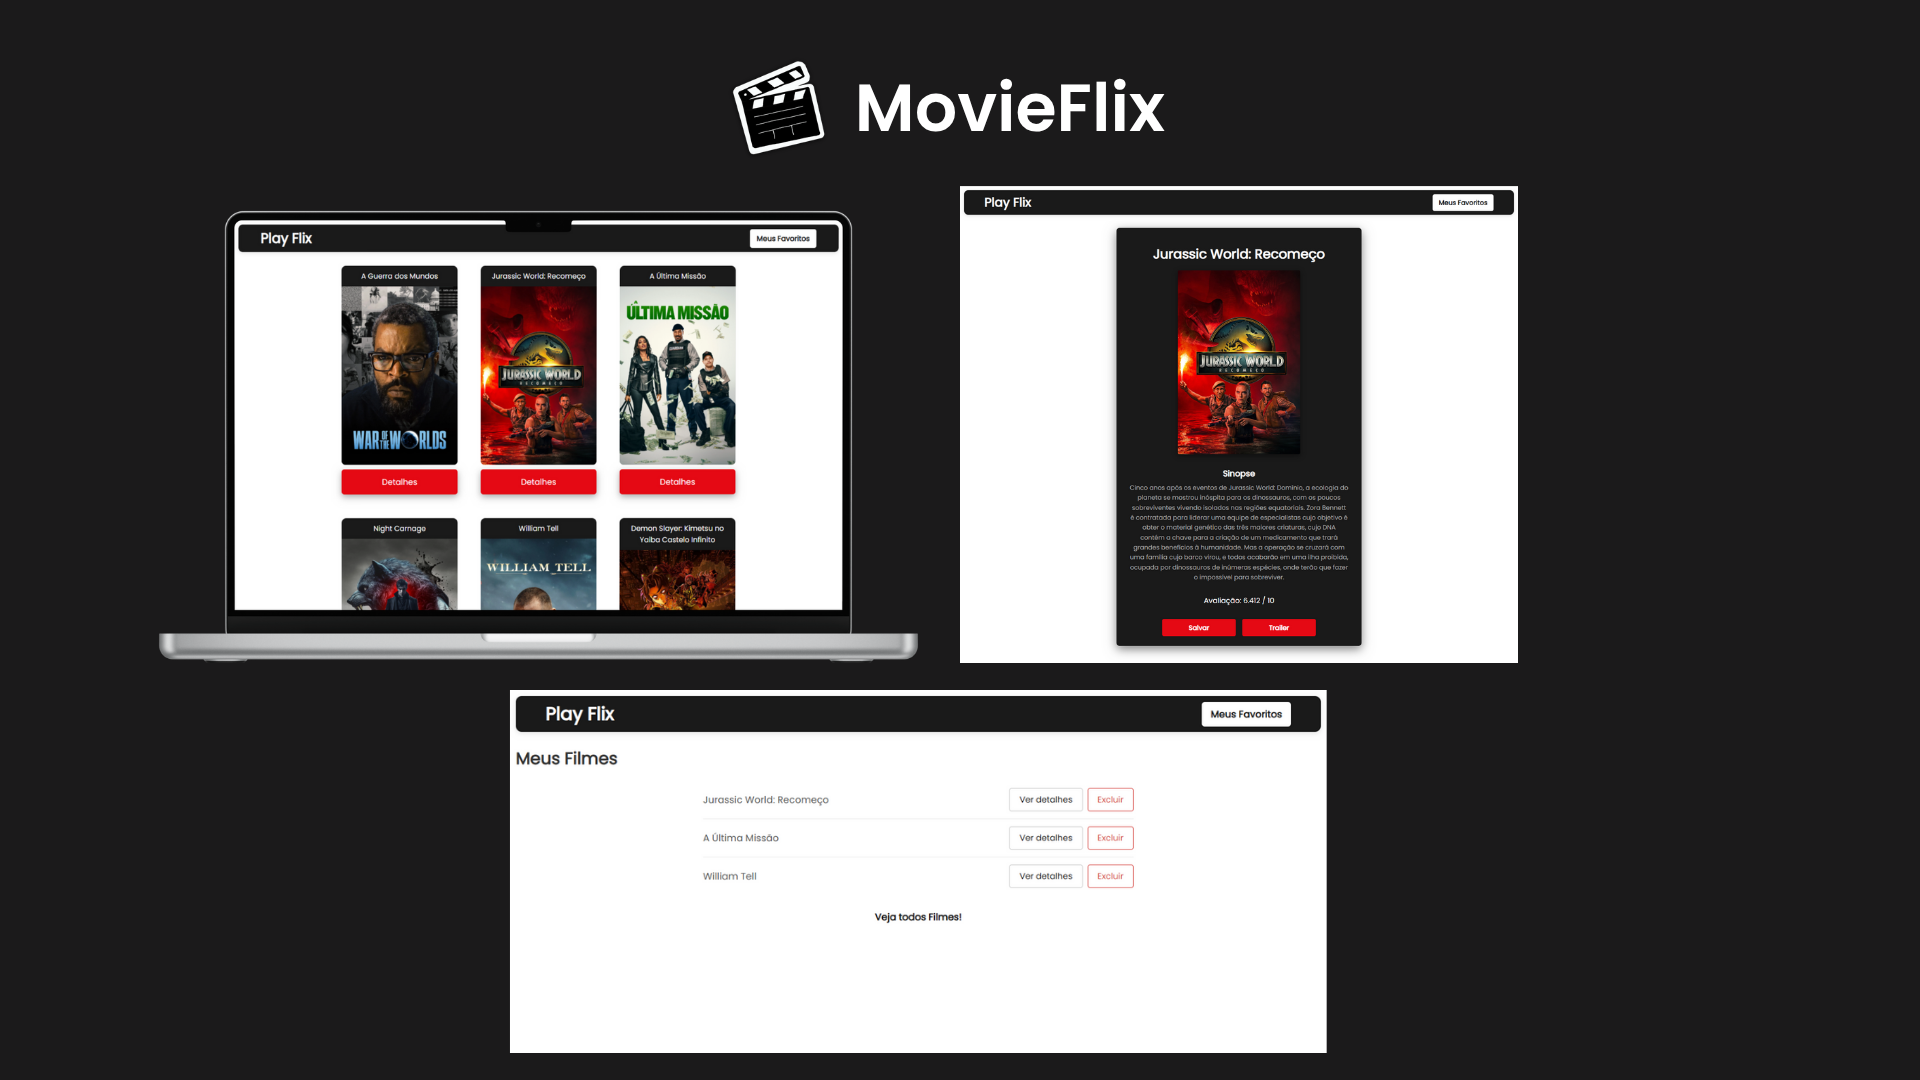 MovieFlix
Play Flix
Meus Favoritos
A Guerra dos Mundos
Jurassic World: Recomeço
A Última Missão
WAR OF THE WORLDS
JURASSIC WORLD
RECOMEÇO
A
ÚLTIMA MISSÃO
Detalhes
Detalhes
Detalhes
Night Carnage
William Tell
Demon Slayer: Kimetsu no
Yaiba Castelo Infinito
WILLIAM TELL
Play Flix
Meus Favoritos
Jurassic World: Recomeço
JURASSIC WORLD
RECOMEÇO
Sinopse
Cinco anos após os eventos de Jurassic World: Domínio, a ecologia do
planeta se mostrou inóspita para os dinossauros, com os poucos
sobreviventes vivendo isolados nas regiões equatoriais. Zora Bennett
é contratada para liderar uma equipe de especialistas cujo objetivo é
obter o material genético das três maiores criaturas, cujo DNA
contém a chave para a criação de um medicamento que trará
grandes benefícios à humanidade. Mas a operação se cruzará com
uma família cujo barco virou, e todos acabarão em uma ilha proibida,
ocupada por dinossauros de inúmeras espécies, onde terão que fazer
o impossível para sobreviver.
Avaliação: 6.412 / 10
Salvar
Trailer
Play Flix
Meus Favoritos
Meus Filmes
Jurassic World: Recomeço
Ver detalhes
Excluir
A Última Missão
Ver detalhes
Excluir
William Tell
Ver detalhes
Excluir
Veja todos Filmes!